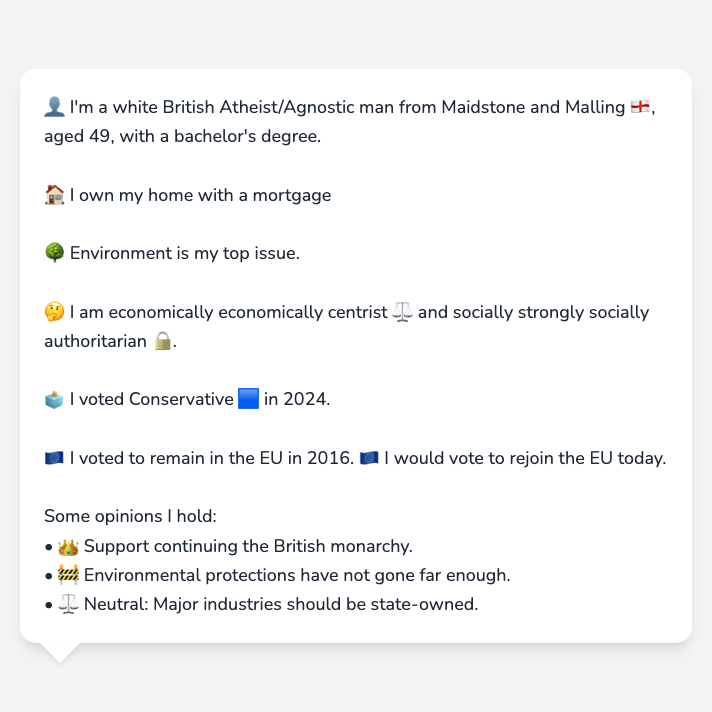 👤 I'm a white British Atheist/Agnostic man from Maidstone and Malling 🏴󠁧󠁢󠁥󠁮󠁧󠁿,
aged 49, with a bachelor's degree.
🏠 I own my home with a mortgage
🌳 Environment is my top issue.
🤔 I am economically economically centrist ⚖️ and socially strongly socially
authoritarian 🔒.
🗳️ I voted Conservative 🟦 in 2024.
🇪🇺 I voted to remain in the EU in 2016. 🇪🇺 I would vote to rejoin the EU today.
Some opinions I hold:
• 👑 Support continuing the British monarchy.
• 🚧 Environmental protections have not gone far enough.
• ⚖️ Neutral: Major industries should be state-owned.